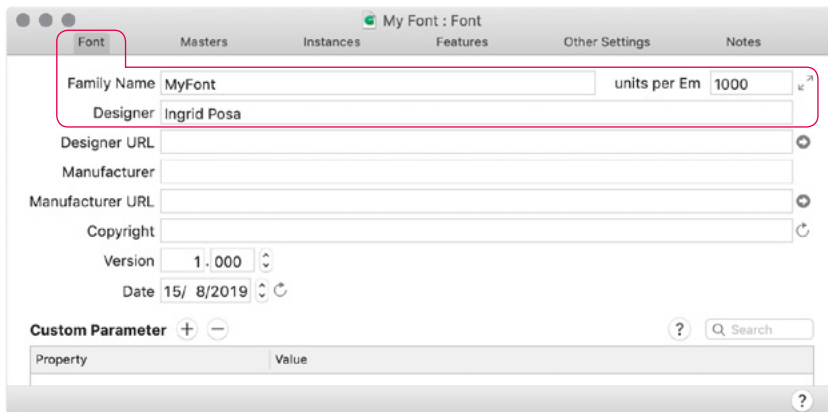 My Font : Font
Font Masters Instances Features Other Settings Notes
Family Name MyFont units per Em 1000
Designer Ingrid Posa
Designer URL
Manufacturer
Manufacturer URL
Copyright
Version 1.000
Date 15/ 8/2019
Custom Parameter + − ? Search
Property Value
?